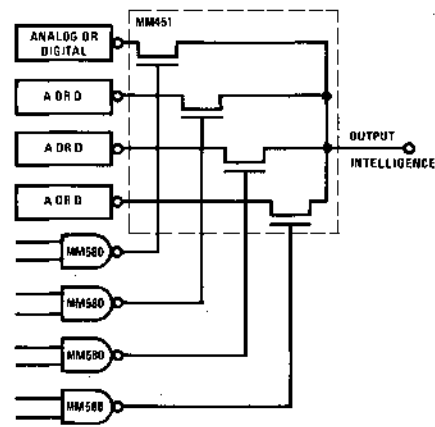 MM451
ANALOG OR
DIGITAL
A OR D
A OR D
A OR D
OUTPUT
INTELLIGENCE
MM580
MM580
MM580
MM580